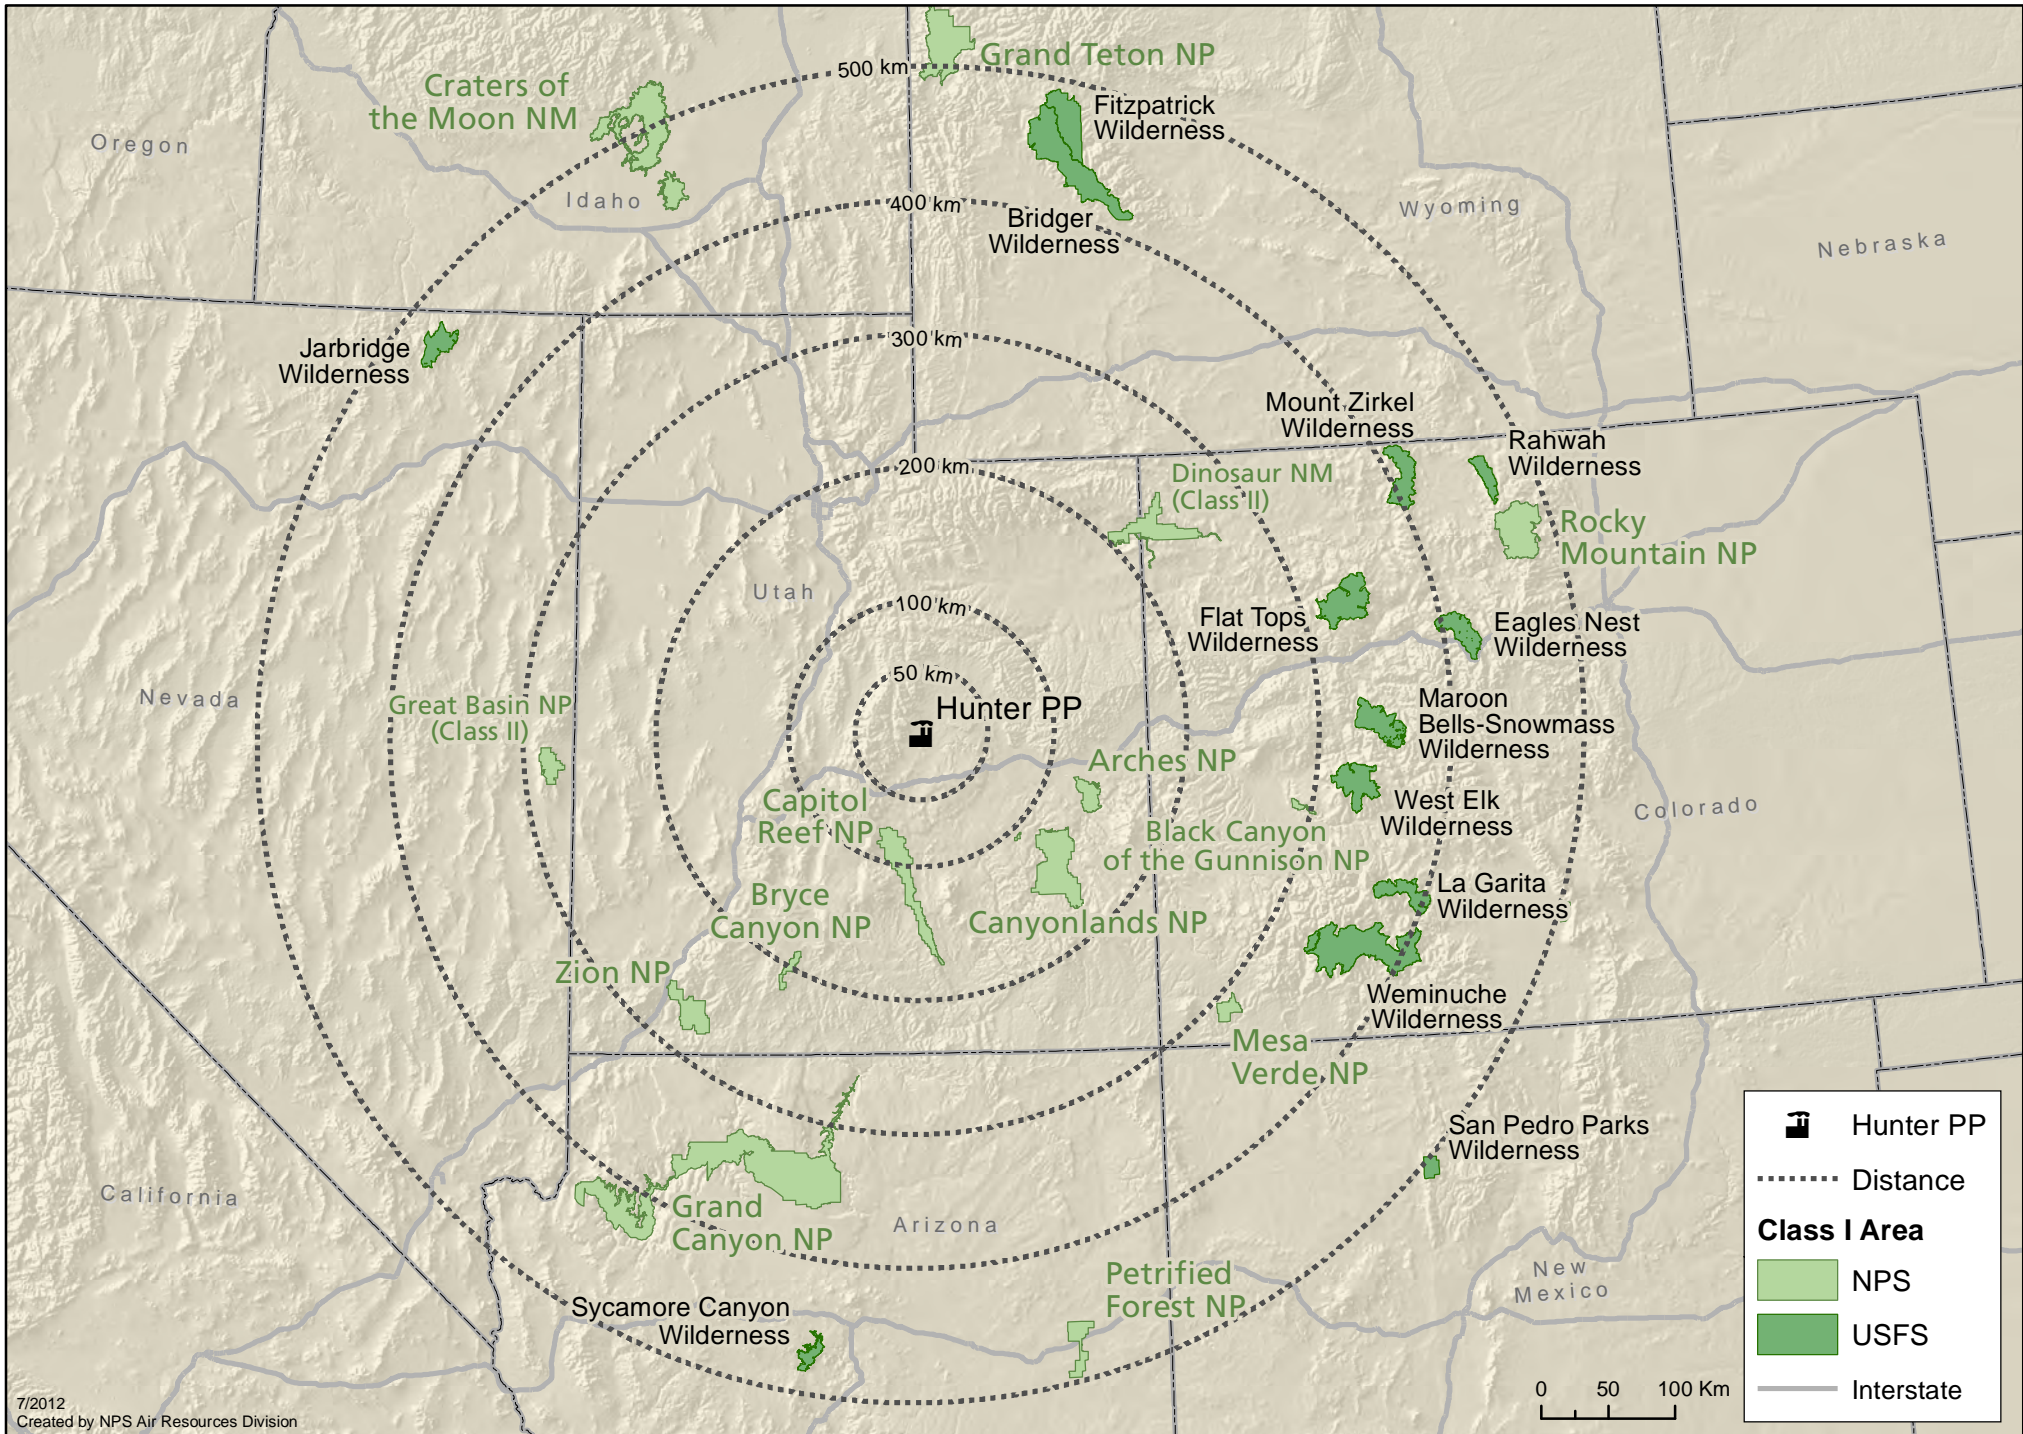 500 km
Grand Teton NP
Craters of
the Moon NM
Fitzpatrick
Wilderness
Oregon
Idaho
400 km
Bridger
Wilderness
Wyoming
Nebraska
Jarbridge
Wilderness
300 km
Mount Zirkel
Wilderness
Rahwah
Wilderness
200 km
Dinosaur NM
(Class II)
Rocky
Mountain NP
Utah
100 km
Flat Tops
Wilderness
Eagles Nest
Wilderness
50 km
Hunter PP
Nevada
Great Basin NP
(Class II)
Maroon
Bells-Snowmass
Wilderness
Arches NP
Capitol
Reef NP
West Elk
Wilderness
Colorado
Black Canyon
of the Gunnison NP
Bryce
Canyon NP
Canyonlands NP
La Garita
Wilderness
Zion NP
Weminuche
Wilderness
Mesa
Verde NP
San Pedro Parks
Wilderness
California
Grand
Canyon NP
Arizona
Petrified
Forest NP
New
Mexico
Sycamore Canyon
Wilderness
Hunter PP
Distance
Class I Area
NPS
USFS
Interstate
0 50 100 Km
7/2012
Created by NPS Air Resources Division